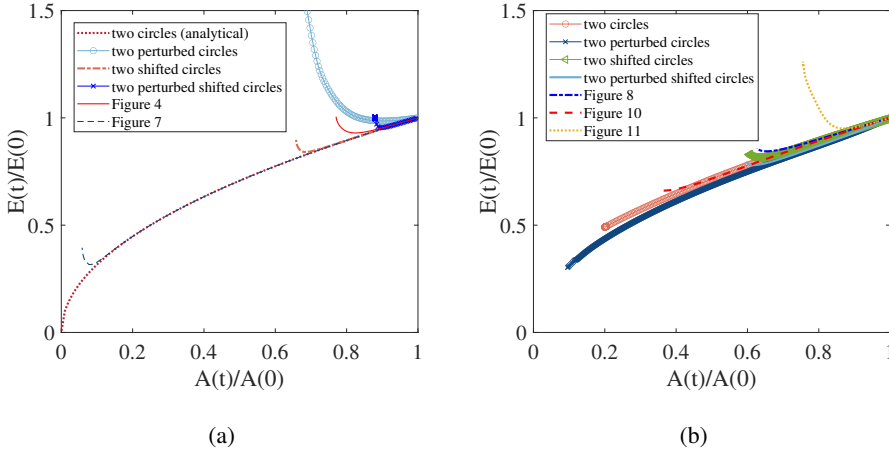 1.5
1
0.5
0
0
0.2
0.4
0.6
0.8
1
E(t)/E(0)
A(t)/A(0)
two circles (analytical)
two perturbed circles
two shifted circles
two perturbed shifted circles
Figure 4
Figure 7
(a)
1.5
1
0.5
0
0
0.2
0.4
0.6
0.8
1
E(t)/E(0)
A(t)/A(0)
two circles
two perturbed circles
two shifted circles
two perturbed shifted circles
Figure 8
Figure 10
Figure 11
(b)